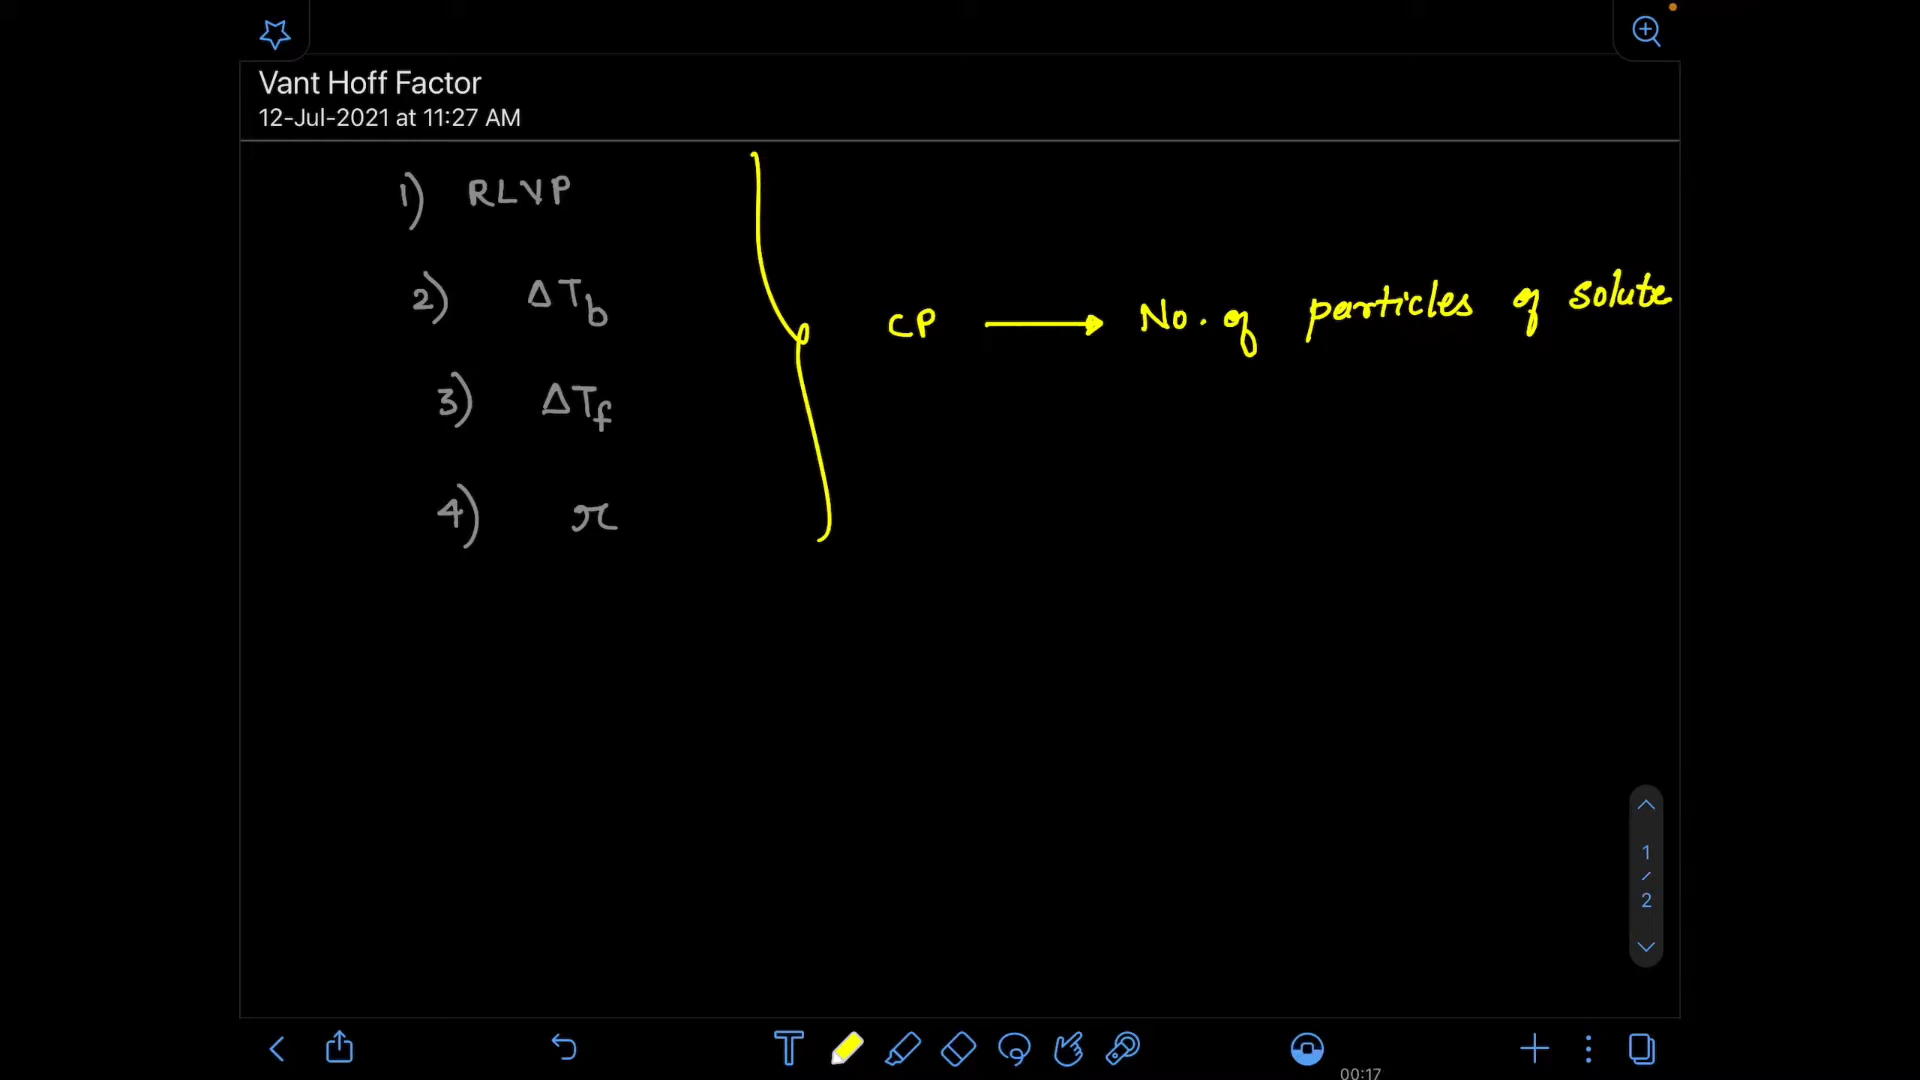 Vant Hoff Factor
12-Jul-2021 at 11:27 AM
1) RLVP
2) ΔTb
3) ΔTf
4) π
CP → No. of particles of solute
1
/
2
T
00:17